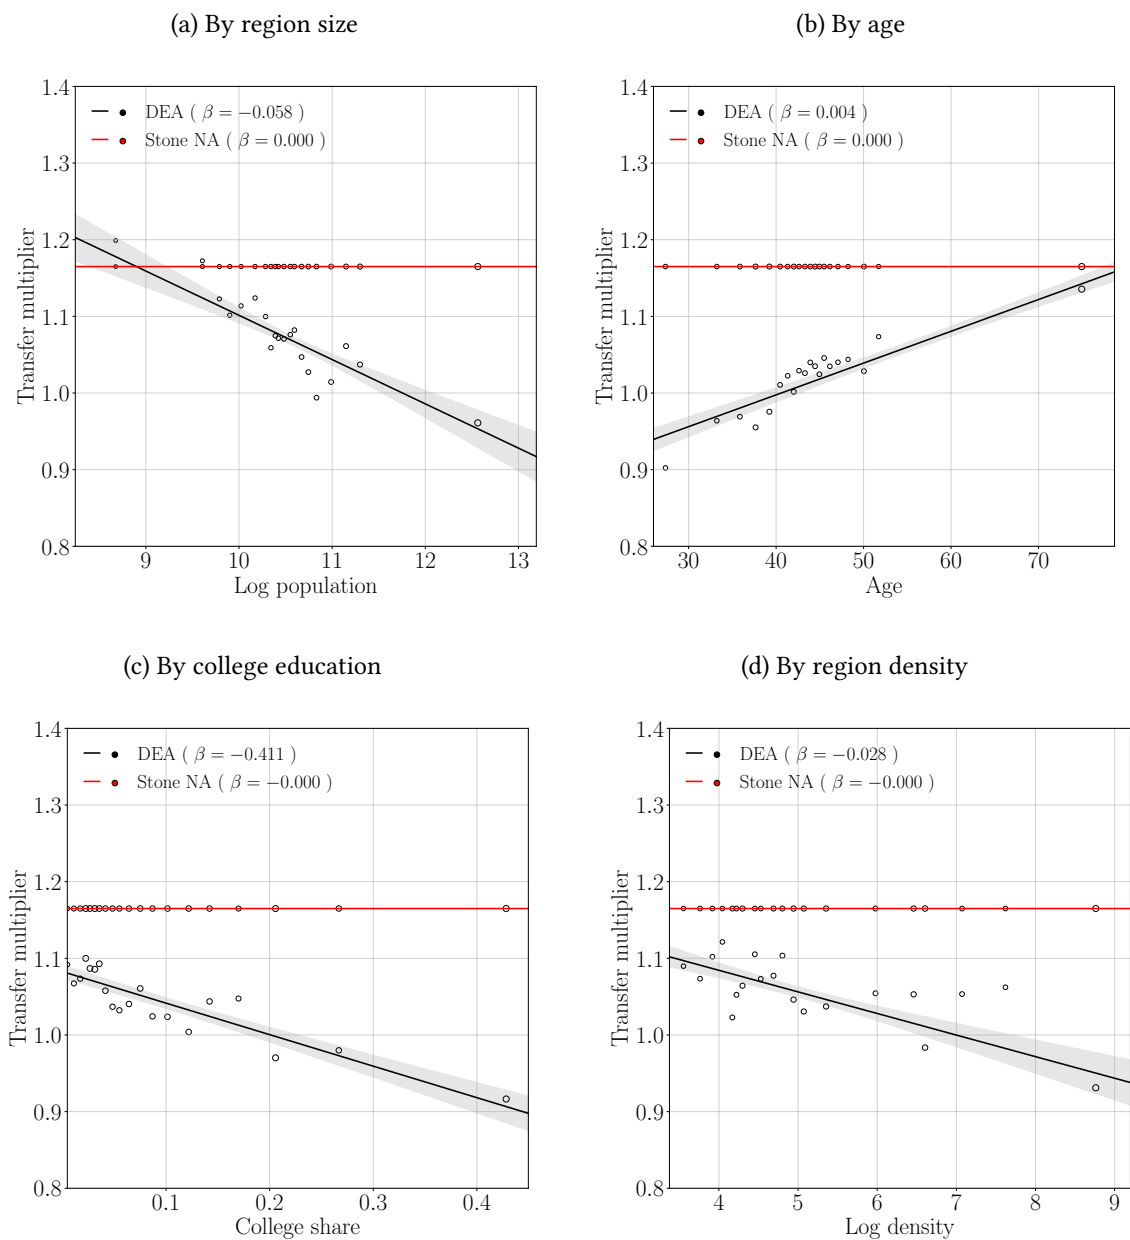 (a) By region size
1.4
1.3
1.2
1.1
1.0
0.9
0.8
Transfer multiplier
DEA ( β = −0.058 )
Stone NA ( β = 0.000 )
9 10 11 12 13
Log population
(b) By age
1.4
1.3
1.2
1.1
1.0
0.9
0.8
Transfer multiplier
DEA ( β = 0.004 )
Stone NA ( β = 0.000 )
30 40 50 60 70
Age
(c) By college education
1.4
1.3
1.2
1.1
1.0
0.9
0.8
Transfer multiplier
DEA ( β = −0.411 )
Stone NA ( β = −0.000 )
0.1 0.2 0.3 0.4
College share
(d) By region density
1.4
1.3
1.2
1.1
1.0
0.9
0.8
Transfer multiplier
DEA ( β = −0.028 )
Stone NA ( β = −0.000 )
4 5 6 7 8 9
Log density